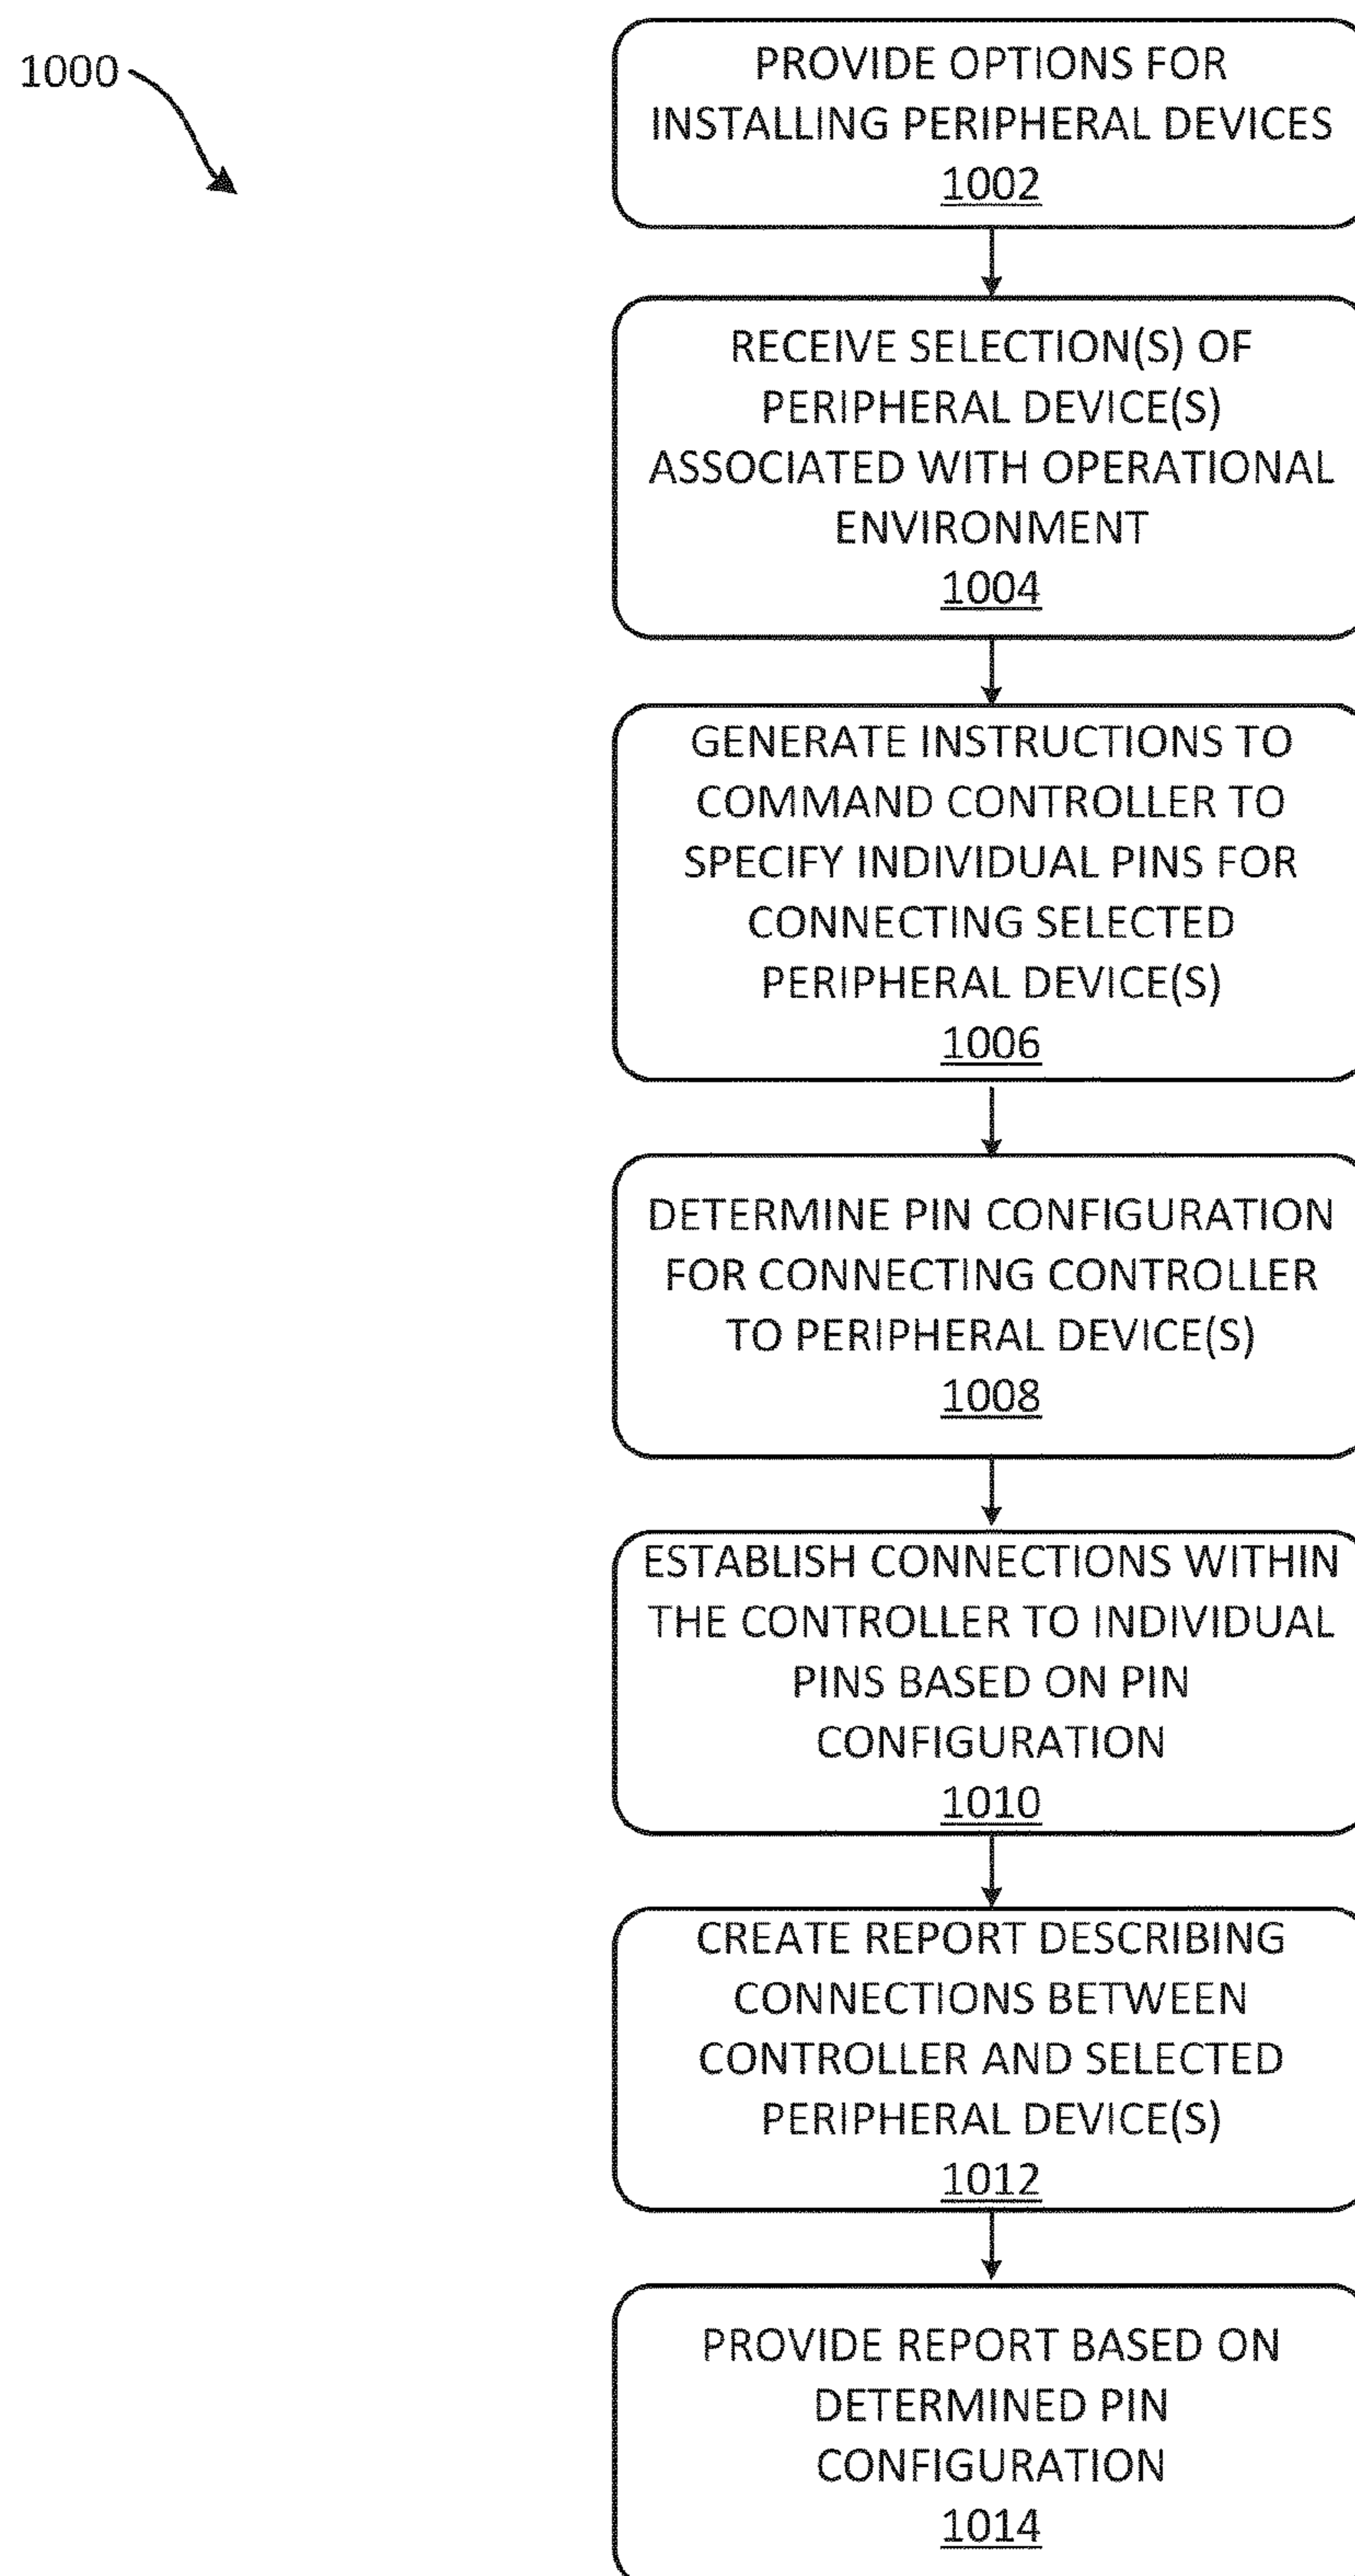 1000
PROVIDE OPTIONS FOR
INSTALLING PERIPHERAL DEVICES
1002
RECEIVE SELECTION(S) OF
PERIPHERAL DEVICE(S)
ASSOCIATED WITH OPERATIONAL
ENVIRONMENT
1004
GENERATE INSTRUCTIONS TO
COMMAND CONTROLLER TO
SPECIFY INDIVIDUAL PINS FOR
CONNECTING SELECTED
PERIPHERAL DEVICE(S)
1006
DETERMINE PIN CONFIGURATION
FOR CONNECTING CONTROLLER
TO PERIPHERAL DEVICE(S)
1008
ESTABLISH CONNECTIONS WITHIN
THE CONTROLLER TO INDIVIDUAL
PINS BASED ON PIN
CONFIGURATION
1010
CREATE REPORT DESCRIBING
CONNECTIONS BETWEEN
CONTROLLER AND SELECTED
PERIPHERAL DEVICE(S)
1012
PROVIDE REPORT BASED ON
DETERMINED PIN
CONFIGURATION
1014